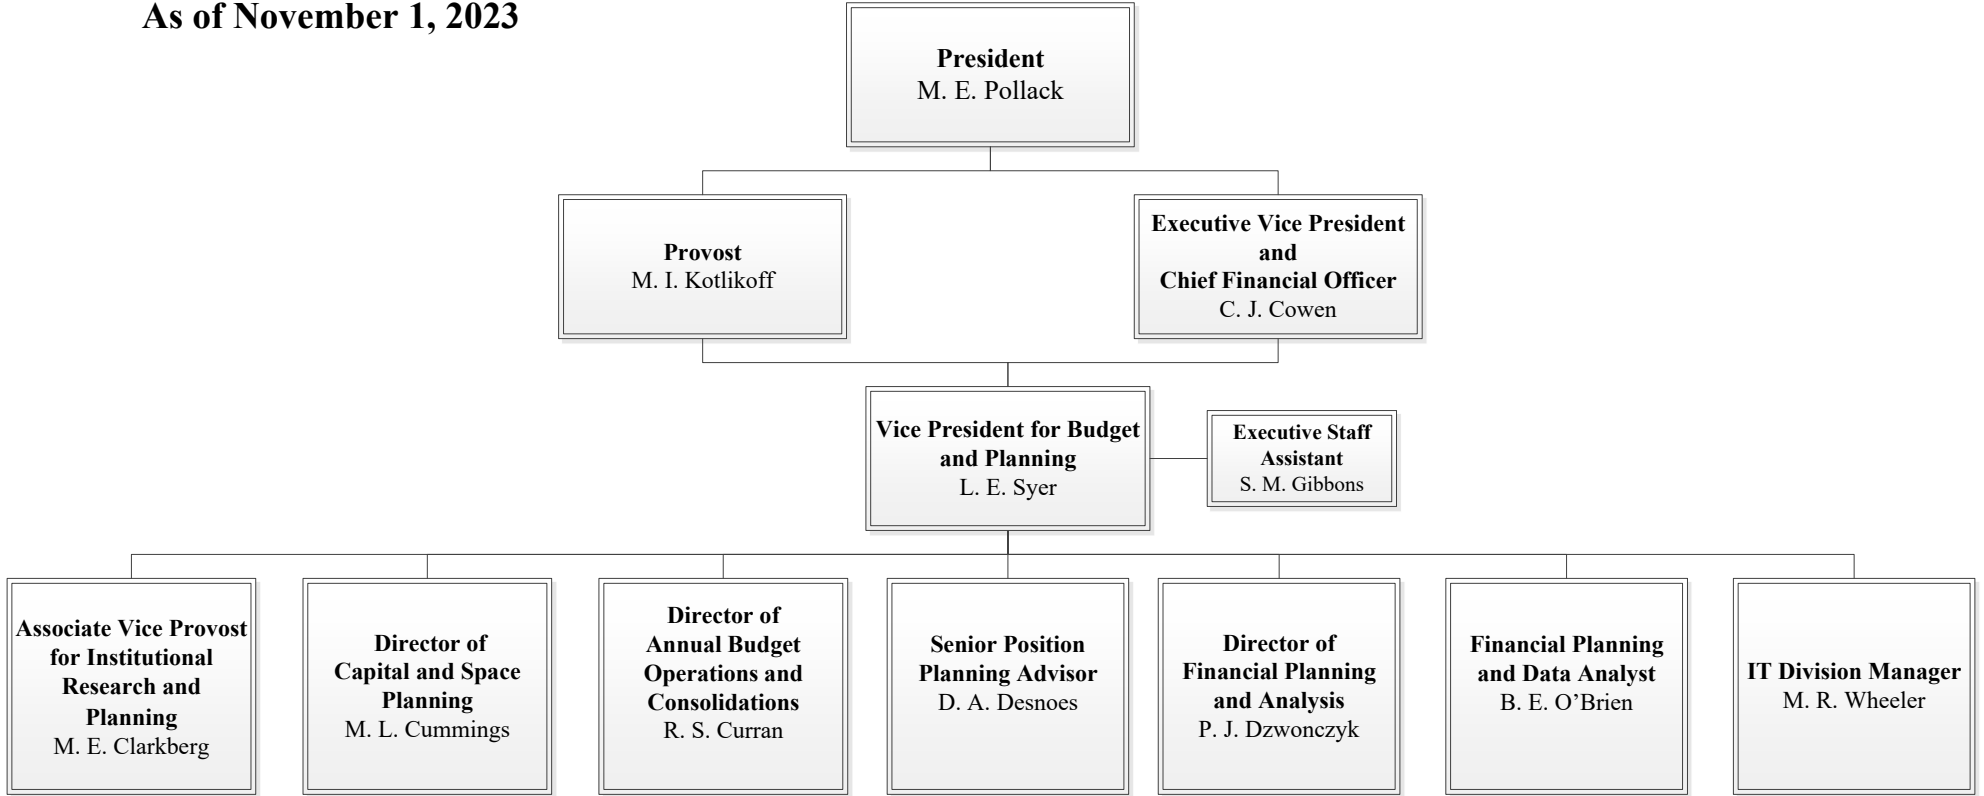 As of November 1, 2023
President
M. E. Pollack
Provost
M. I. Kotlikoff
Executive Vice President
and
Chief Financial Officer
C. J. Cowen
Vice President for Budget
and Planning
L. E. Syer
Executive Staff
Assistant
S. M. Gibbons
Associate Vice Provost
for Institutional
Research and
Planning
M. E. Clarkberg
Director of
Capital and Space
Planning
M. L. Cummings
Director of
Annual Budget
Operations and
Consolidations
R. S. Curran
Senior Position
Planning Advisor
D. A. Desnoes
Director of
Financial Planning
and Analysis
P. J. Dzwonczyk
Financial Planning
and Data Analyst
B. E. O’Brien
IT Division Manager
M. R. Wheeler